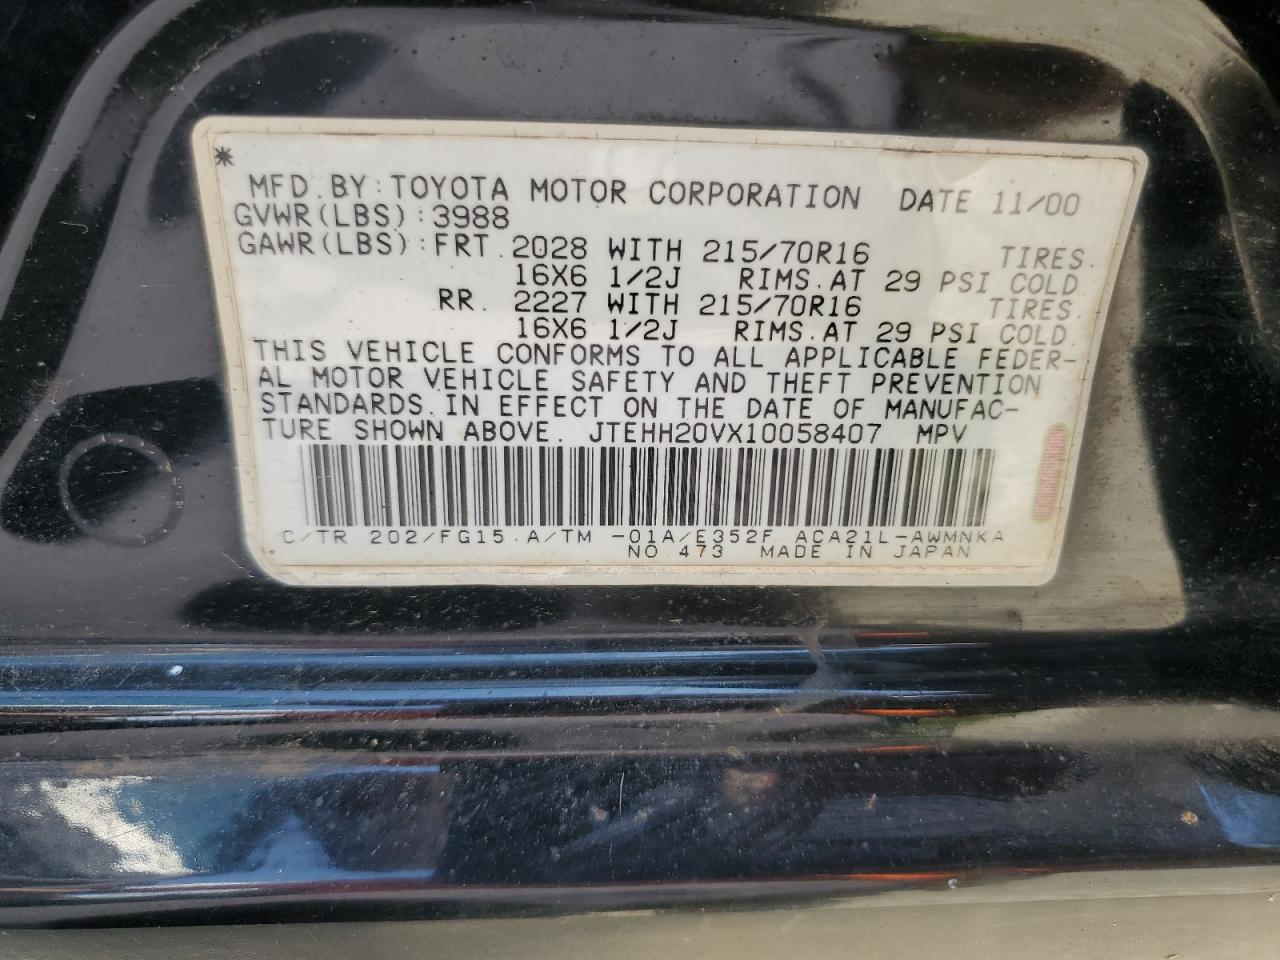 *
MFD. BY: TOYOTA MOTOR CORPORATION DATE 11/00
GVWR(LBS): 3988
GAWR(LBS): FRT. 2028 WITH 215/70R16 TIRES.
16X6 1/2J RIMS. AT 29 PSI COLD
RR. 2227 WITH 215/70R16 TIRES.
16X6 1/2J RIMS. AT 29 PSI COLD.
THIS VEHICLE CONFORMS TO ALL APPLICABLE FEDER-
AL MOTOR VEHICLE SAFETY AND THEFT PREVENTION
STANDARDS. IN EFFECT ON THE DATE OF MANUFAC-
TURE SHOWN ABOVE. JTEHH20VX10058407 MPV
C/TR 202/FG15 A/TM -01A/E352F ACA21L-AWMNKA
NO.473 MADE IN JAPAN